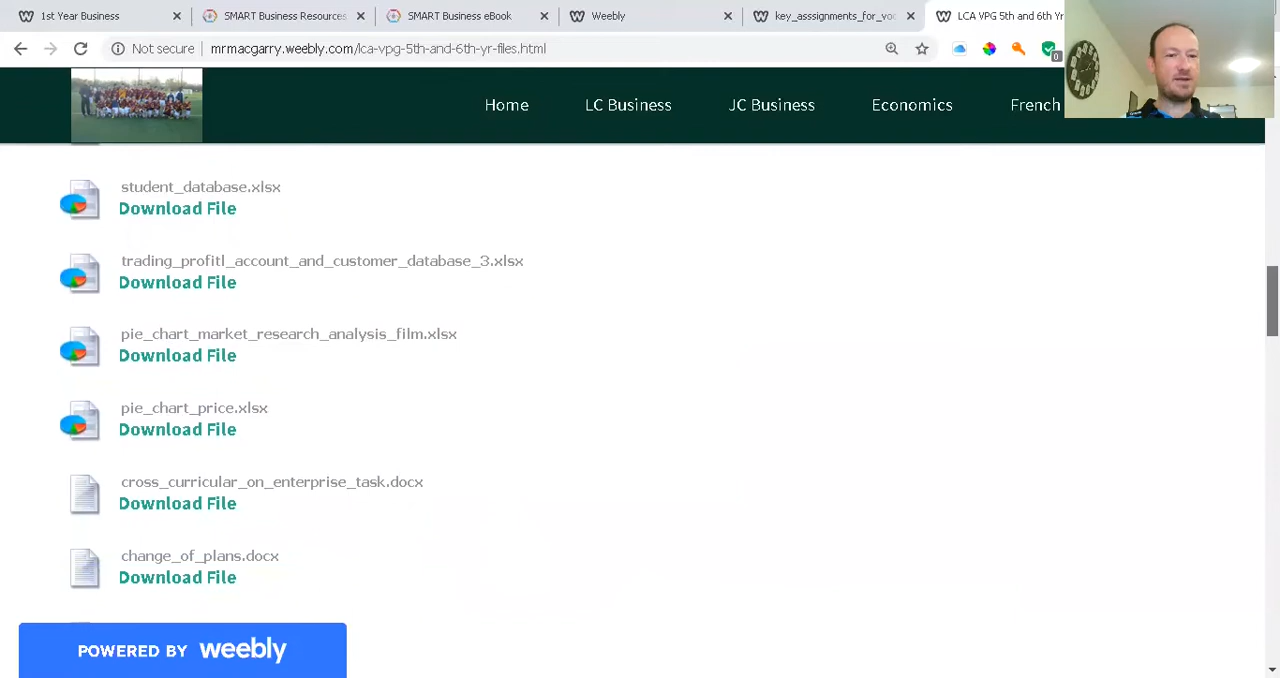 1st Year Business
SMART Business Resources
SMART Business eBook
Weebly
key_asssignments_for_voc
LCA VPG 5th and 6th Yr
Not secure
mrmacgarry.weebly.com/lca-vpg-5th-and-6th-yr-files.html
0
Home
LC Business
JC Business
Economics
French
student_database.xlsx
Download File
trading_profitl_account_and_customer_database_3.xlsx
Download File
pie_chart_market_research_analysis_film.xlsx
Download File
pie_chart_price.xlsx
Download File
cross_curricular_on_enterprise_task.docx
Download File
change_of_plans.docx
Download File
POWERED BY weebly